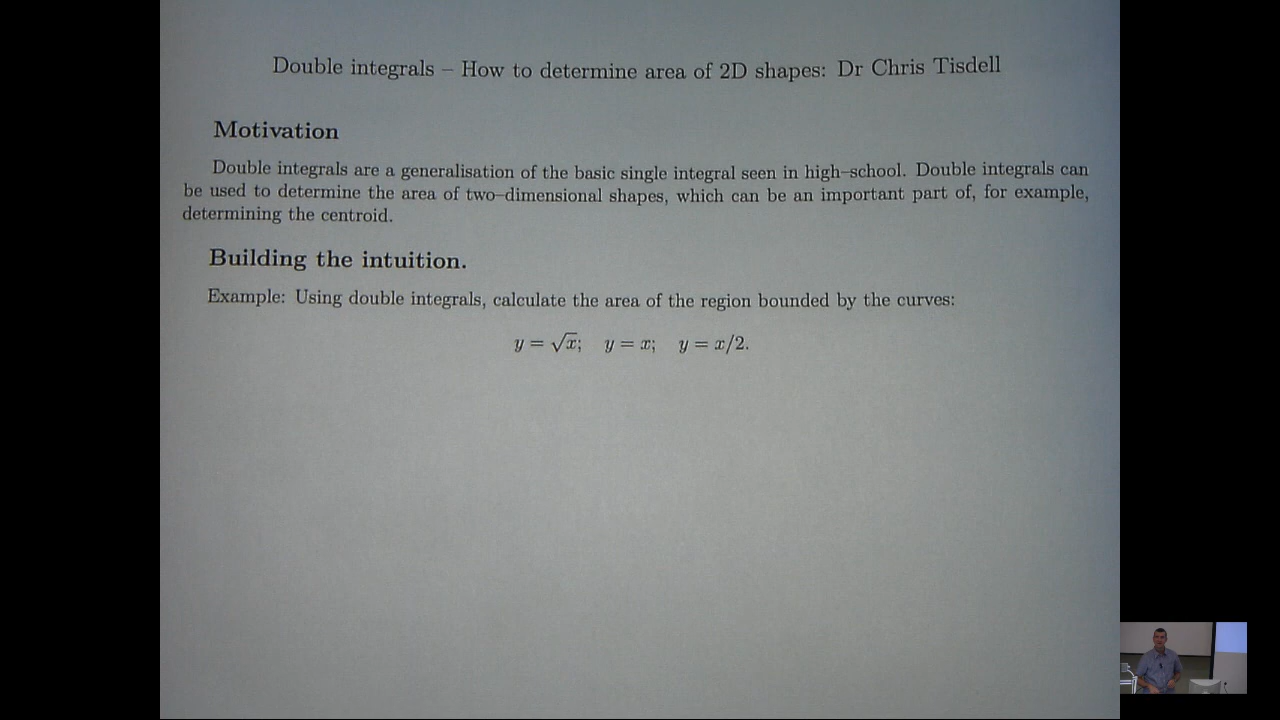 Double integrals – How to determine area of 2D shapes: Dr Chris Tisdell
Motivation
Double integrals are a generalisation of the basic single integral seen in high–school. Double integrals can
be used to determine the area of two–dimensional shapes, which can be an important part of, for example,
determining the centroid.
Building the intuition.
Example: Using double integrals, calculate the area of the region bounded by the curves:
y = √x; y = x; y = x/2.